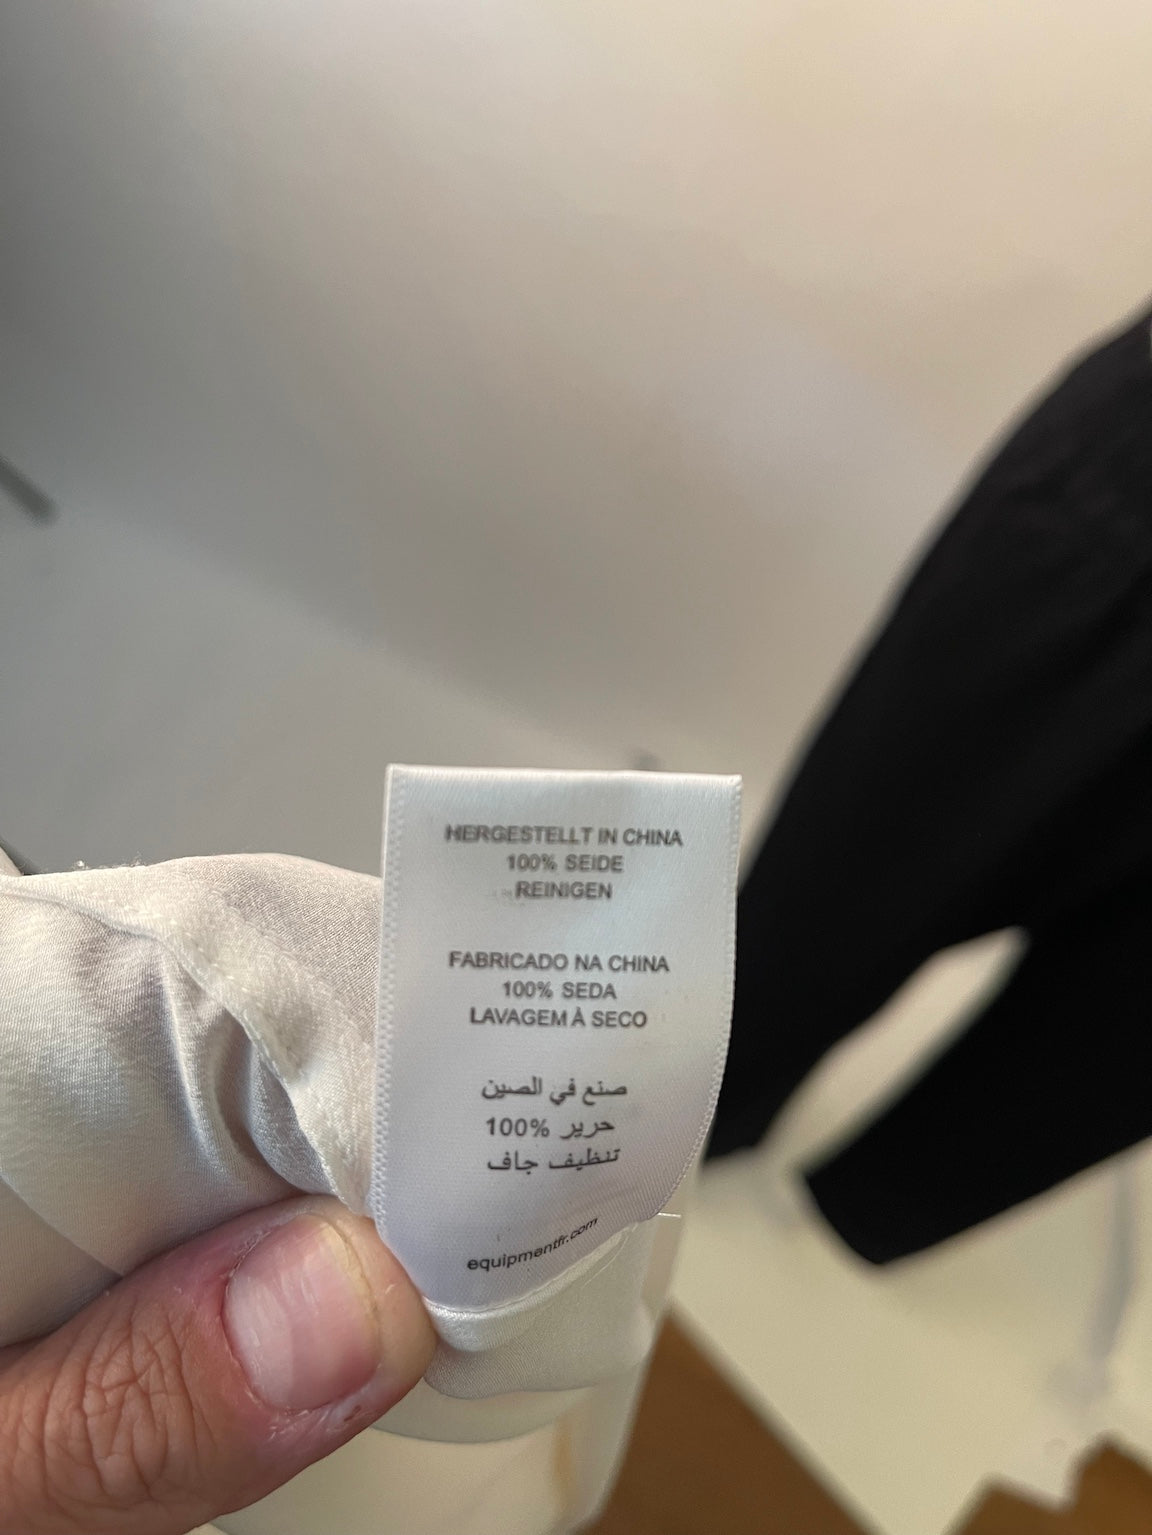 HERGESTELLT IN CHINA
100% SEIDE
REINIGEN
FABRICADO NA CHINA
100% SEDA
LAVAGEM À SECO
صنع في الصين
حرير %100
تنظيف جاف
equipmentfr.com